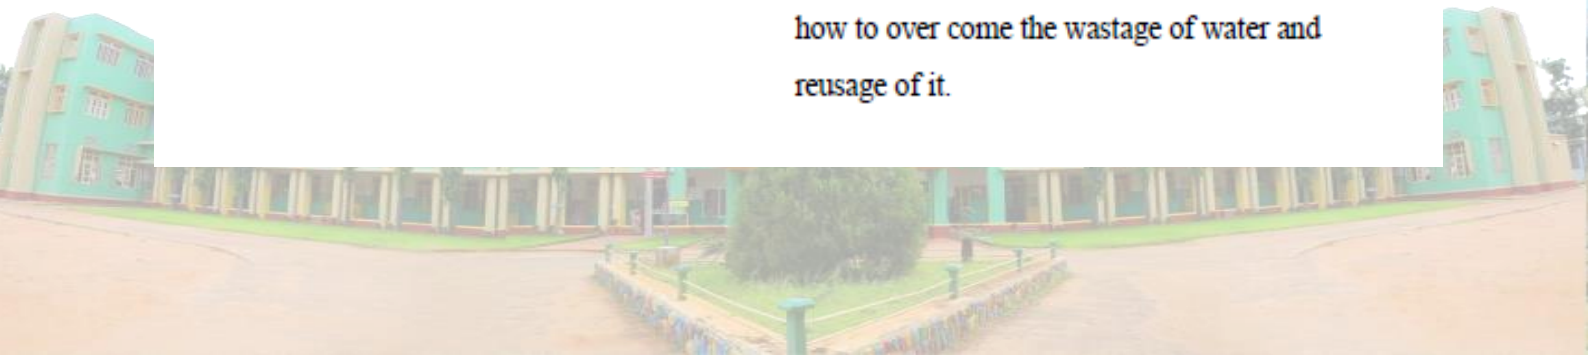 how to over come the wastage of water and
reusage of it.